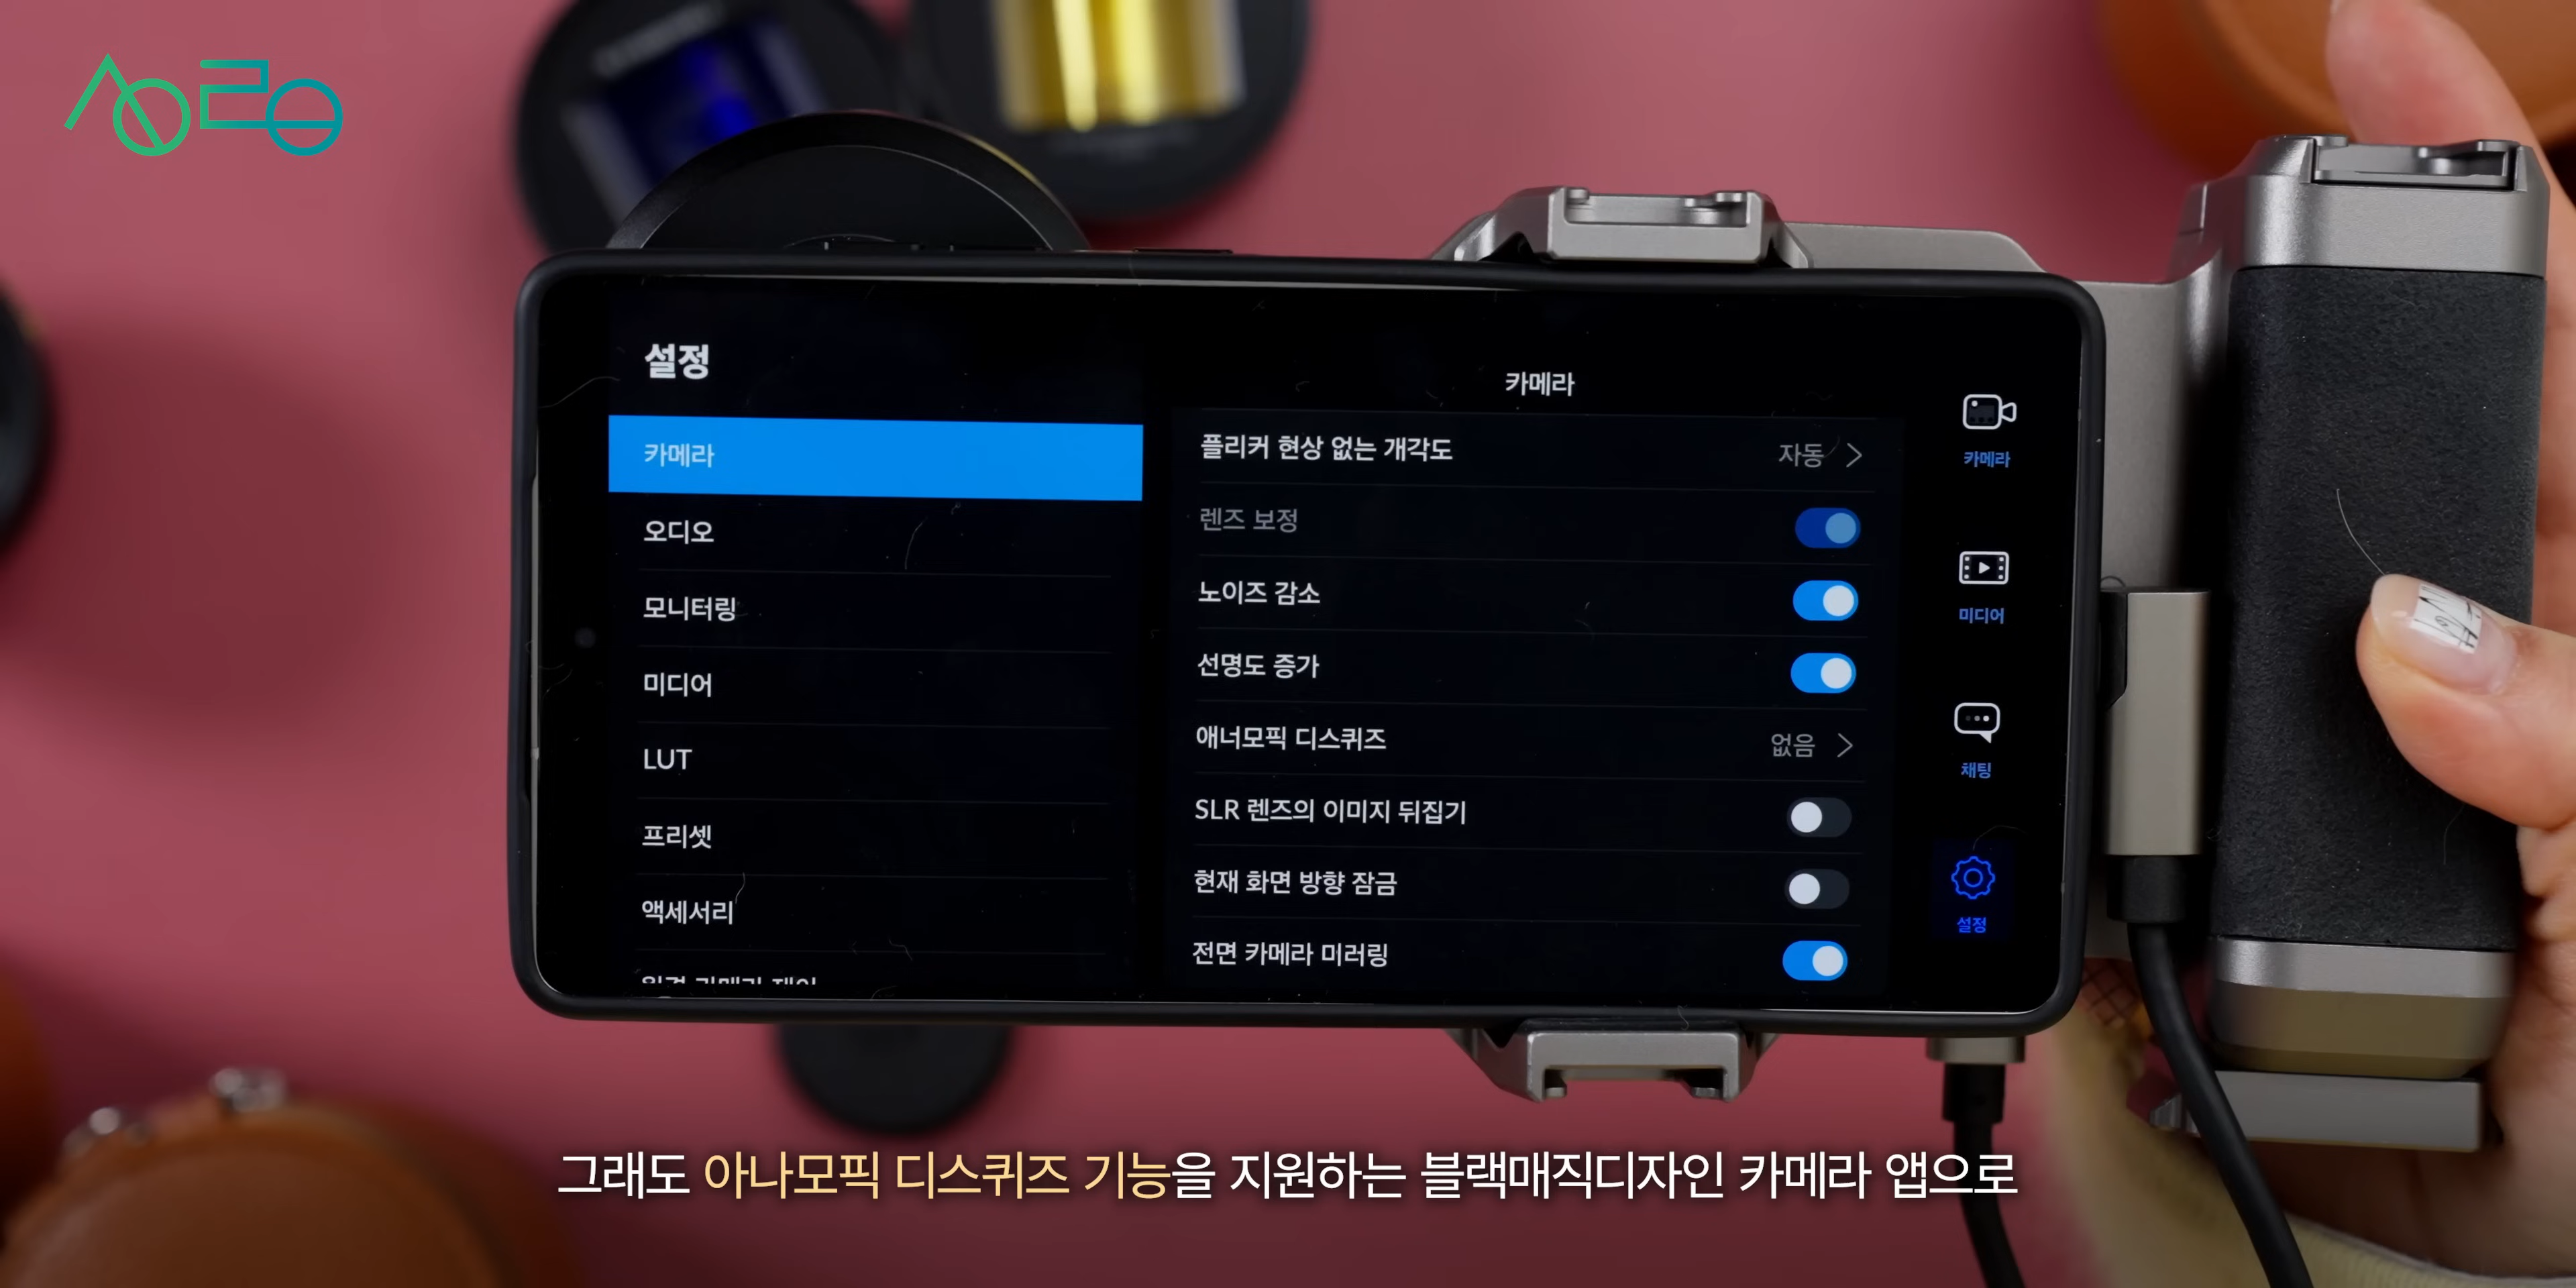 설정
카메라
오디오
모니터링
미디어
LUT
프리셋
액세서리
카메라
플리커 현상 없는 개각도 자동
렌즈 보정
노이즈 감소
선명도 증가
애너모픽 디스퀴즈 없음
SLR 렌즈의 이미지 뒤집기
현재 화면 방향 잠금
전면 카메라 미러링
카메라
미디어
채팅
설정
그래도 아나모픽 디스퀴즈 기능을 지원하는 블랙매직디자인 카메라 앱으로